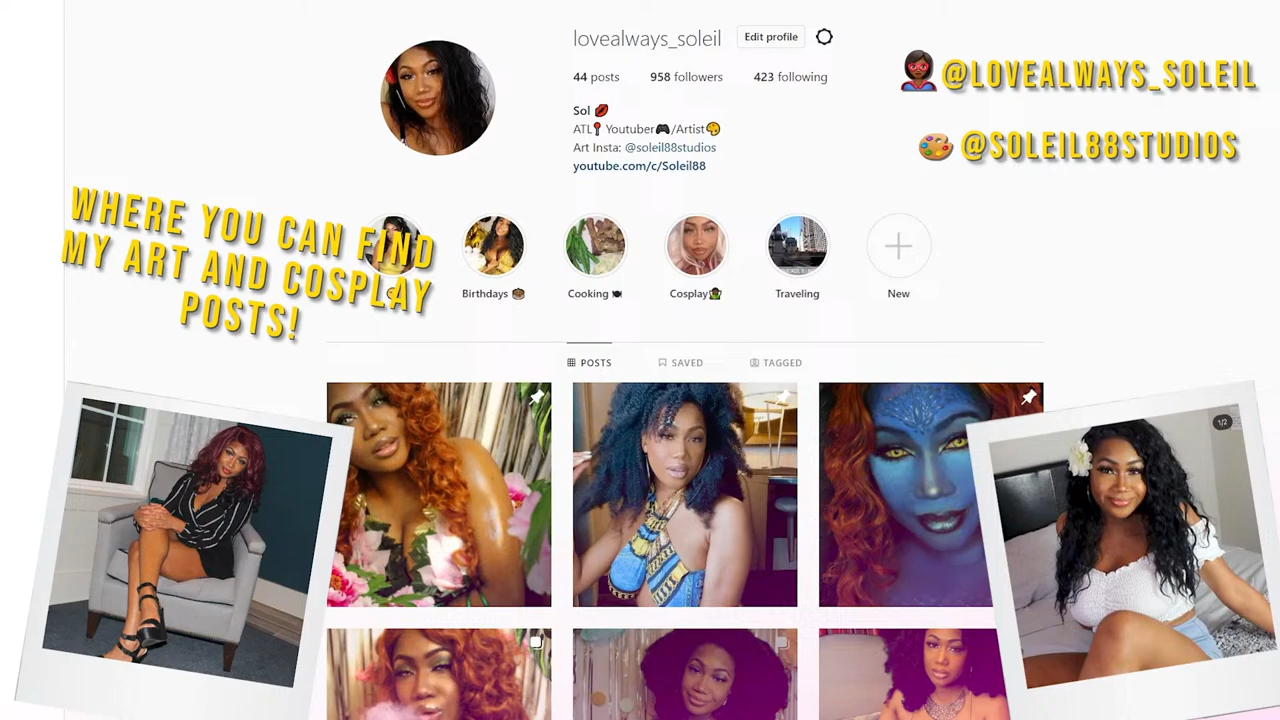 lovealways_soleil
Edit profile
44 posts 958 followers 423 following
Sol 💋
ATL📍Youtuber🎮/Artist🎨
Art Insta: @soleil88studios
youtube.com/c/Soleil88
@LOVEALWAYS_SOLEIL
@SOLEIL88STUDIOS
WHERE YOU CAN FIND
MY ART AND COSPLAY
POSTS!
Birthdays
Cooking
Cosplay
Traveling
New
POSTS
SAVED
TAGGED
1/2